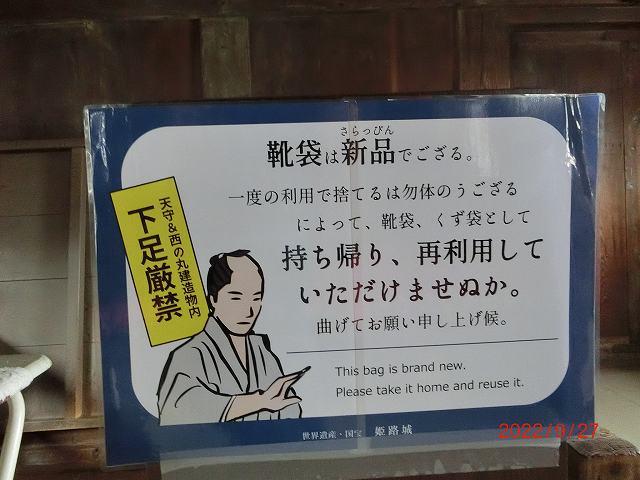 さらっぴん
靴袋は新品でござる。
一度の利用で捨てるは勿体のうござる
によって、靴袋、くず袋として
持ち帰り、再利用して
いただけませぬか。
曲げてお願い申し上げ候。
天守&西の丸建造物内
下足厳禁
This bag is brand new.
Please take it home and reuse it.
世界遺産・国宝 姫路城
2022/9/27